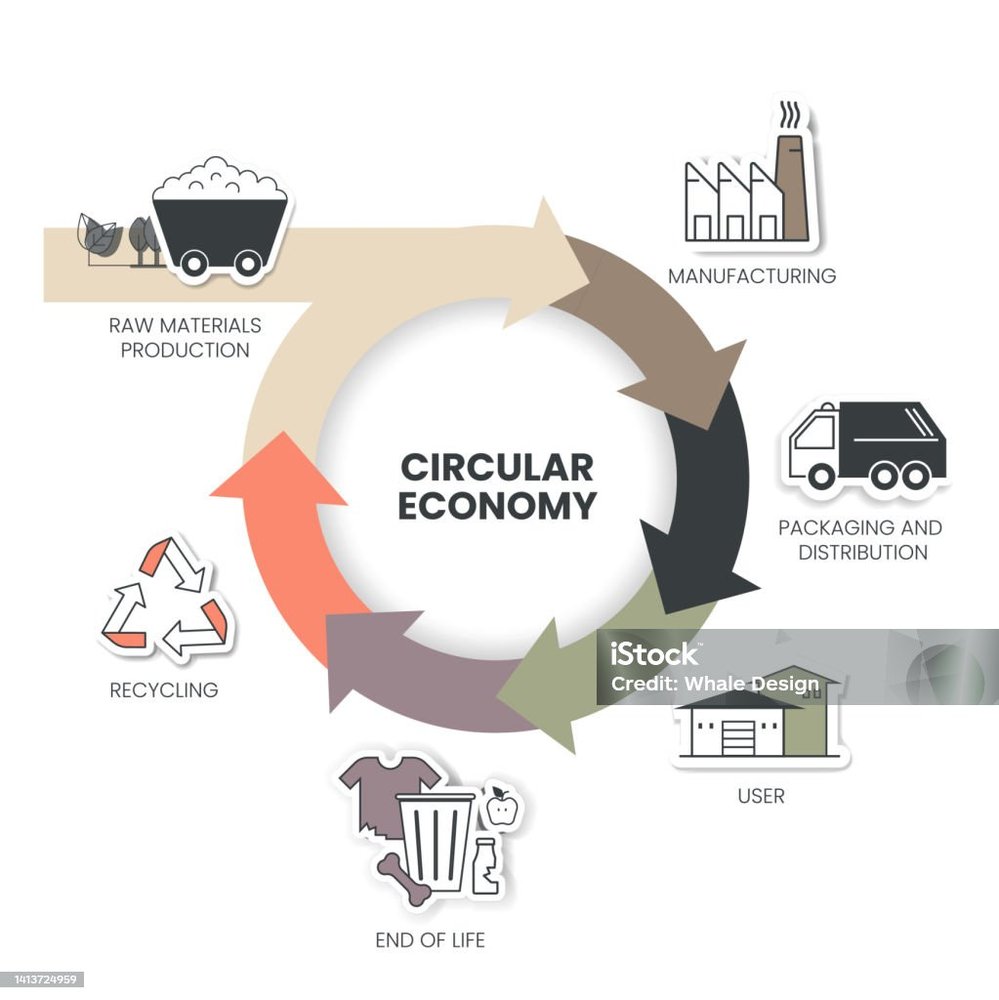 MANUFACTURING
RAW MATERIALS
PRODUCTION
CIRCULAR
ECONOMY
PACKAGING AND
DISTRIBUTION
iStock
Credit: Whale Design
RECYCLING
USER
END OF LIFE
1413724959